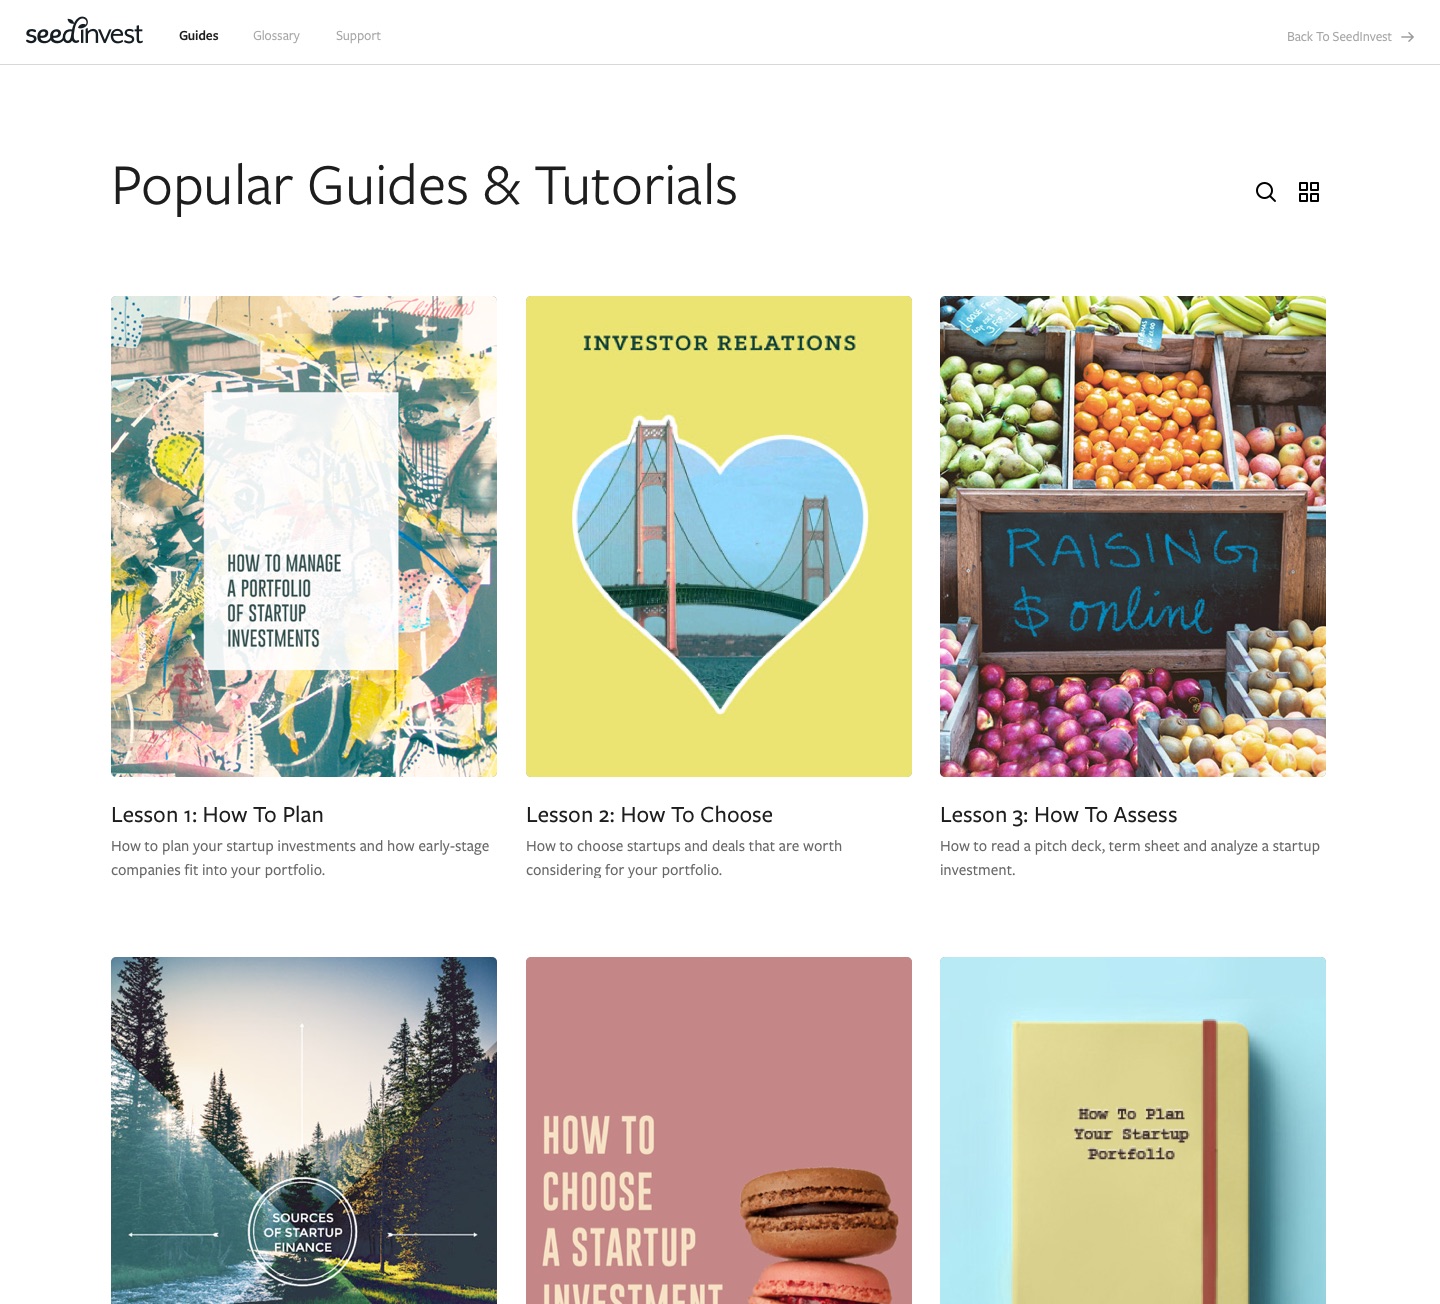 seedinvest
Guides
Glossary
Support
Back To SeedInvest
Popular Guides & Tutorials
HOW TO MANAGE
A PORTFOLIO
OF STARTUP
INVESTMENTS
INVESTOR RELATIONS
RAISING
$ online
Lesson 1: How To Plan
How to plan your startup investments and how early-stage
companies fit into your portfolio.
Lesson 2: How To Choose
How to choose startups and deals that are worth
considering for your portfolio.
Lesson 3: How To Assess
How to read a pitch deck, term sheet and analyze a startup
investment.
SOURCES
OF STARTUP
FINANCE
HOW TO
CHOOSE
A STARTUP
INVESTMENT
How To Plan
Your Startup
Portfolio